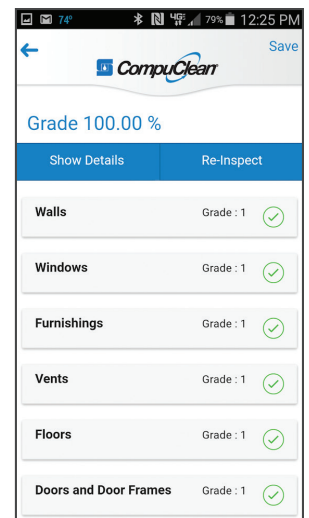 74° 4G 79% 12:25 PM
Save
CompuClean
Grade 100.00 %
Show Details Re-Inspect
Walls Grade : 1
Windows Grade : 1
Furnishings Grade : 1
Vents Grade : 1
Floors Grade : 1
Doors and Door Frames Grade : 1